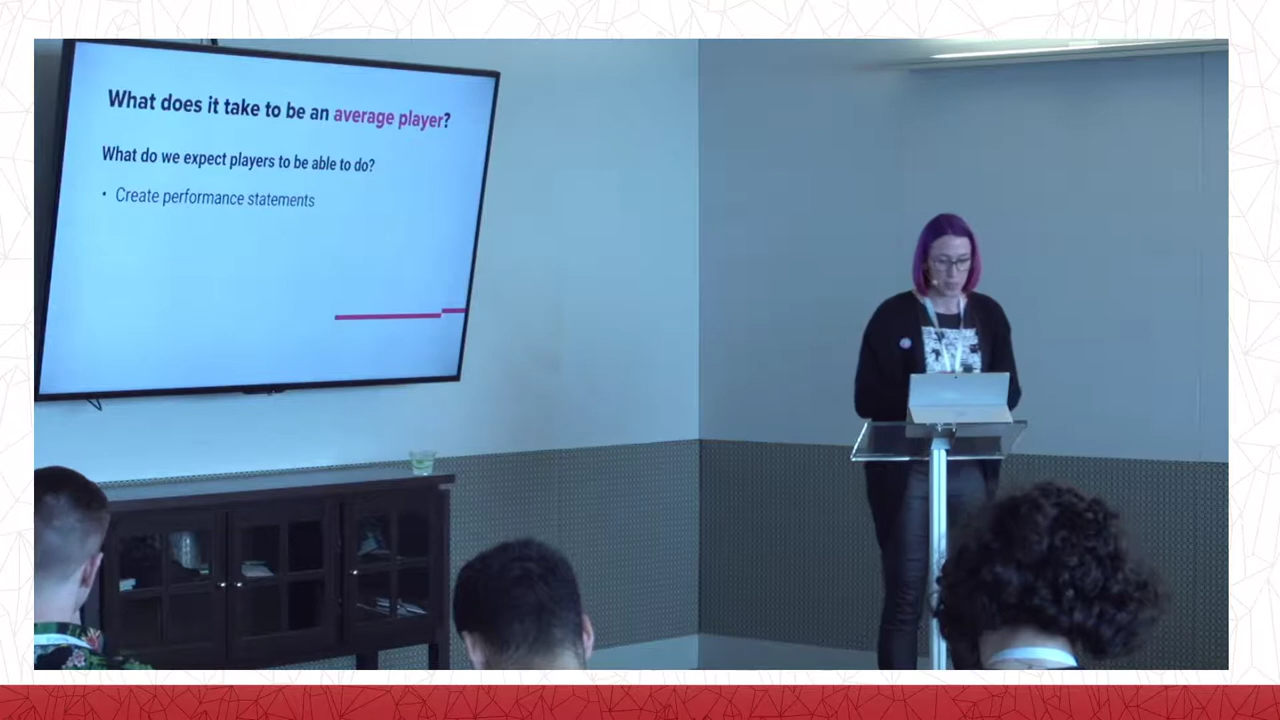 What does it take to be an average player?
What do we expect players to be able to do?
• Create performance statements